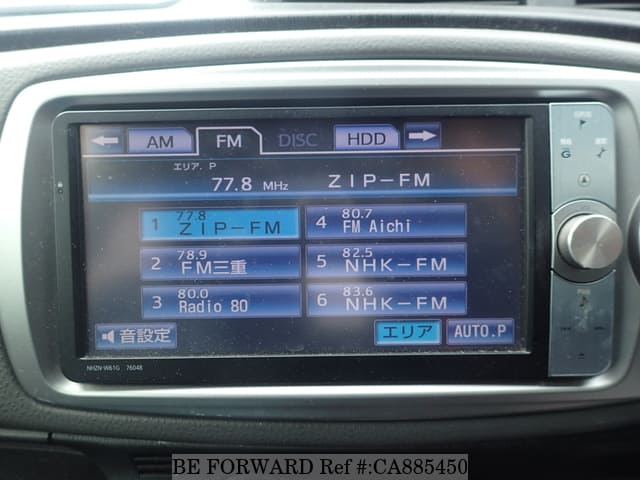 AM FM DISC HDD
エリア. P
77.8 MHz ZIP-FM
1 77.8 ZIP-FM
2 78.9 FM三重
3 80.0 Radio 80
4 80.7 FM Aichi
5 82.5 NHK-FM
6 83.6 NHK-FM
音設定 エリア AUTO.P
NHZN-W61G 76048
G
BE FORWARD Ref #:CA885450